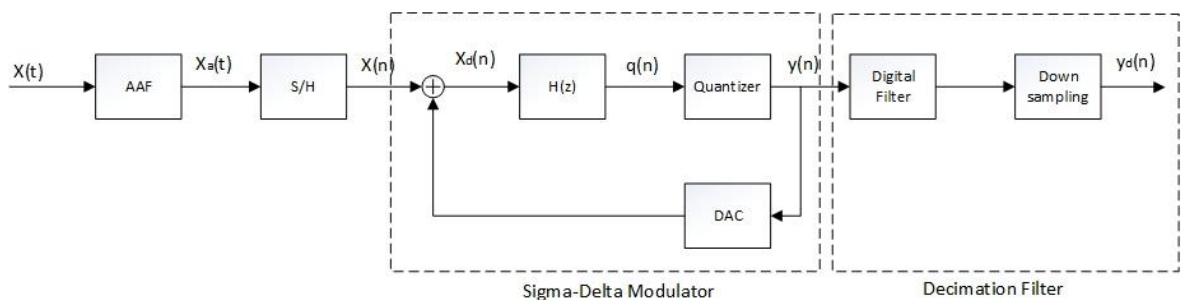 X(t)
AAF
Xa(t)
S/H
X(n)
Xd(n)
H(z)
q(n)
Quantizer
y(n)
DAC
Digital
Filter
Down
sampling
yd(n)
Sigma-Delta Modulator
Decimation Filter